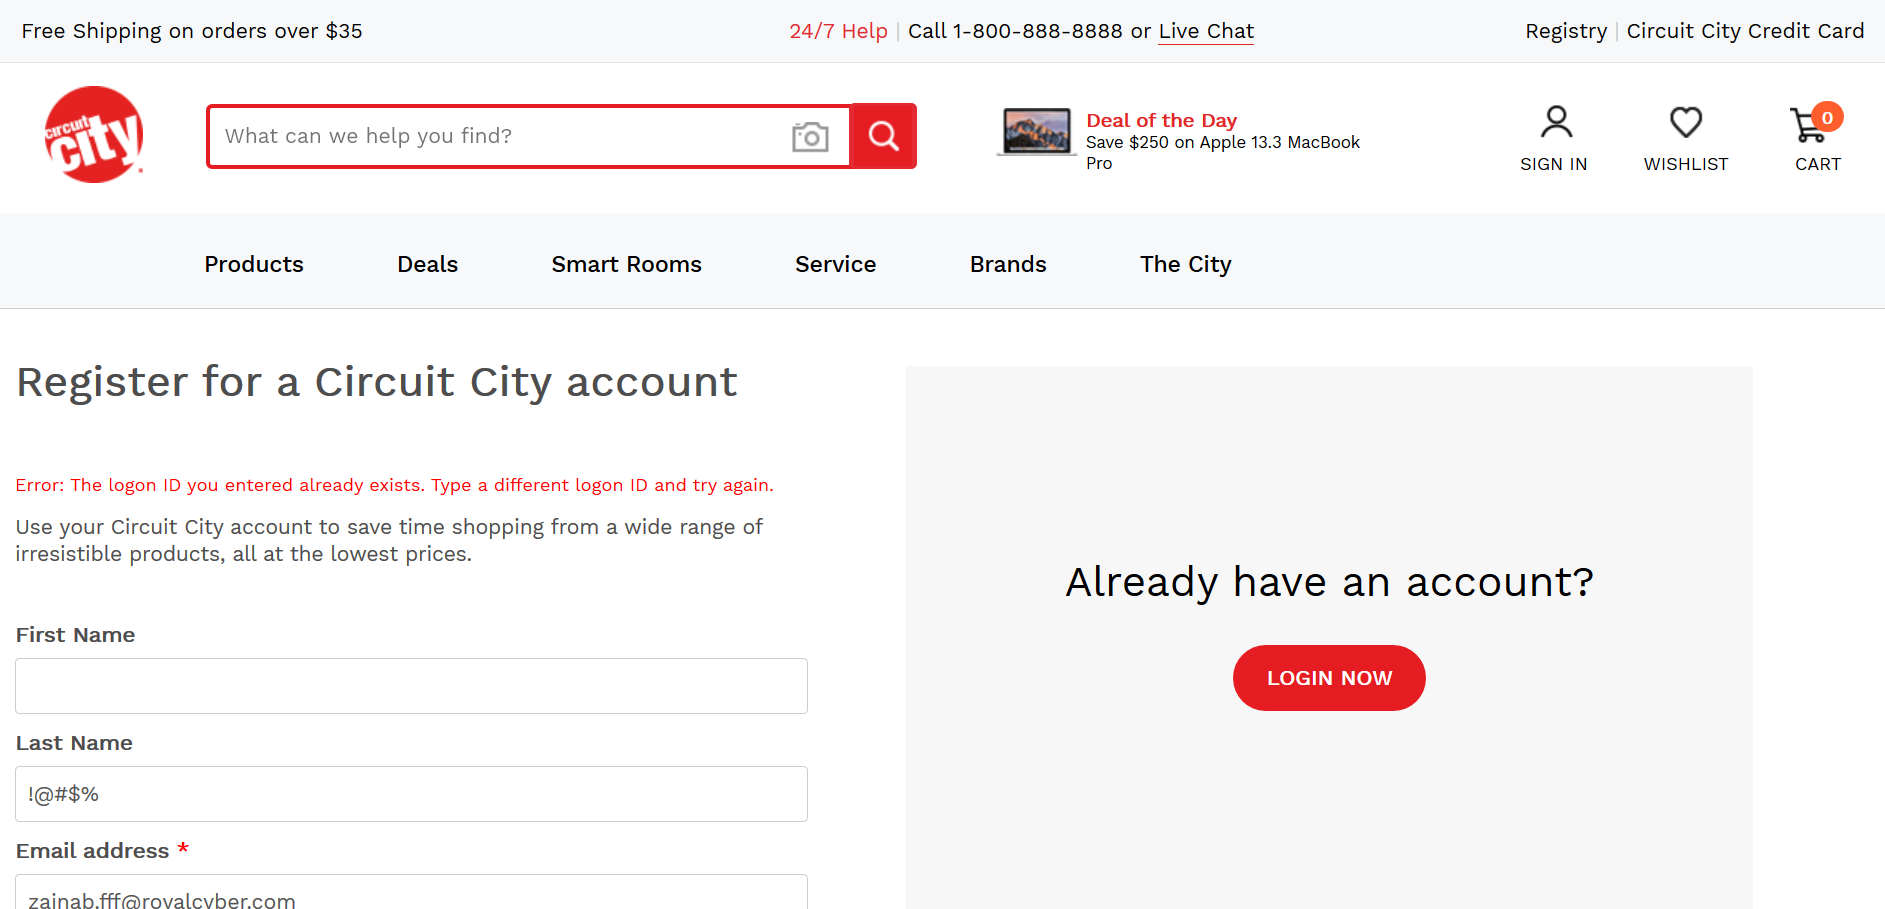 Free Shipping on orders over $35
24/7 Help | Call 1-800-888-8888 or Live Chat
Registry | Circuit City Credit Card
circuit
city
What can we help you find?
Deal of the Day
Save $250 on Apple 13.3 MacBook
Pro
SIGN IN
WISHLIST
0
CART
Products
Deals
Smart Rooms
Service
Brands
The City
Register for a Circuit City account
Error: The logon ID you entered already exists. Type a different logon ID and try again.
Use your Circuit City account to save time shopping from a wide range of
irresistible products, all at the lowest prices.
First Name
Last Name
!@#$%
Email address *
zainab.fff@royalcyber.com
Already have an account?
LOGIN NOW